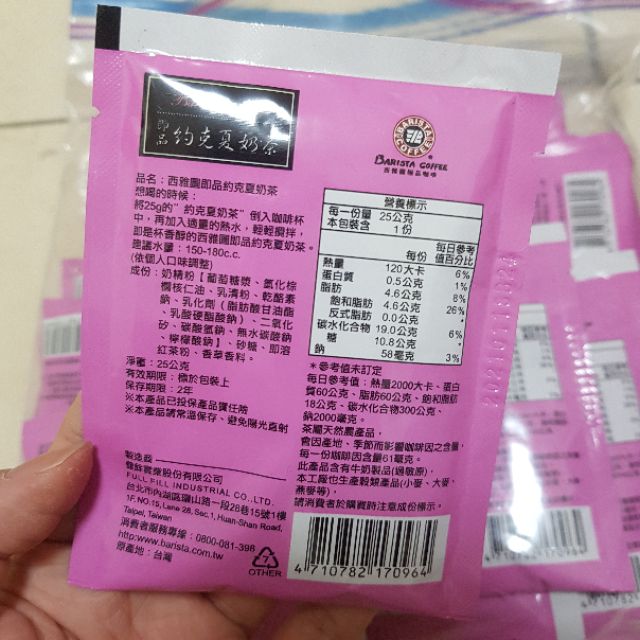 即品
約克夏奶茶
BARISTA COFFEE
BARISTA COFFEE
西雅圖極品咖啡
品名：西雅圖即品約克夏奶茶
想喝的時候：
將25g的"約克夏奶茶"倒入咖啡杯
中，再加入適量的熱水，輕輕攪拌，
即是杯香醇的西雅圖即品約克夏奶茶。
建議水量：150-180c.c.
(依個人口味調整)
成份：奶精粉【葡萄糖漿、氫化棕
櫚核仁油、乳清粉、乾酪素
鈉、乳化劑（脂肪酸甘油酯
、乳酸硬酯酸鈉）、二氧化
矽、碳酸氫鈉、無水碳酸鈉
、檸檬酸鈉】、砂糖、即溶
紅茶粉、香草香料。
淨重：25公克
有效期限：標於包裝上
保存期限：2年
※本產品已投保產品責任險
※本產品請常溫保存、避免陽光直射
製造商
馥餘實業股份有限公司
FULL FILL INDUSTRIAL CO.,LTD.
台北市內湖區環山路一段28巷15號1樓
1F.NO.15,Lane 28,Sec.1,Huan-Shan Road,
Taipei, Taiwan
消費者服務專線：0800-081-398
http:www.barista.com.tw
原產地：台灣
7
OTHER
營養標示
每一份量 25公克
本包裝含 1份
每份 每日參考值百分比
熱量 120大卡 6%
蛋白質 0.5公克 1%
脂肪 4.6公克 8%
飽和脂肪 4.6公克 26%
反式脂肪 0.0公克 *
碳水化合物 19.0公克 6%
糖 10.8公克 *
鈉 58毫克 3%
＊參考值未訂定
每日參考值：熱量2000大卡、蛋白
質60公克、脂肪60公克、飽和脂肪
18公克、碳水化合物300公克、
鈉2000毫克。
茶屬天然農產品，
會因產地、季節而影響咖啡因之含量，
每一份咖啡因含量61毫克。
此產品含有牛奶製品(過敏原)，
本工廠也生產穀類產品(小麥、大麥、
燕麥等)，
請消費者於購買時注意成份標示。
4 710782 170964
4 710782 170964